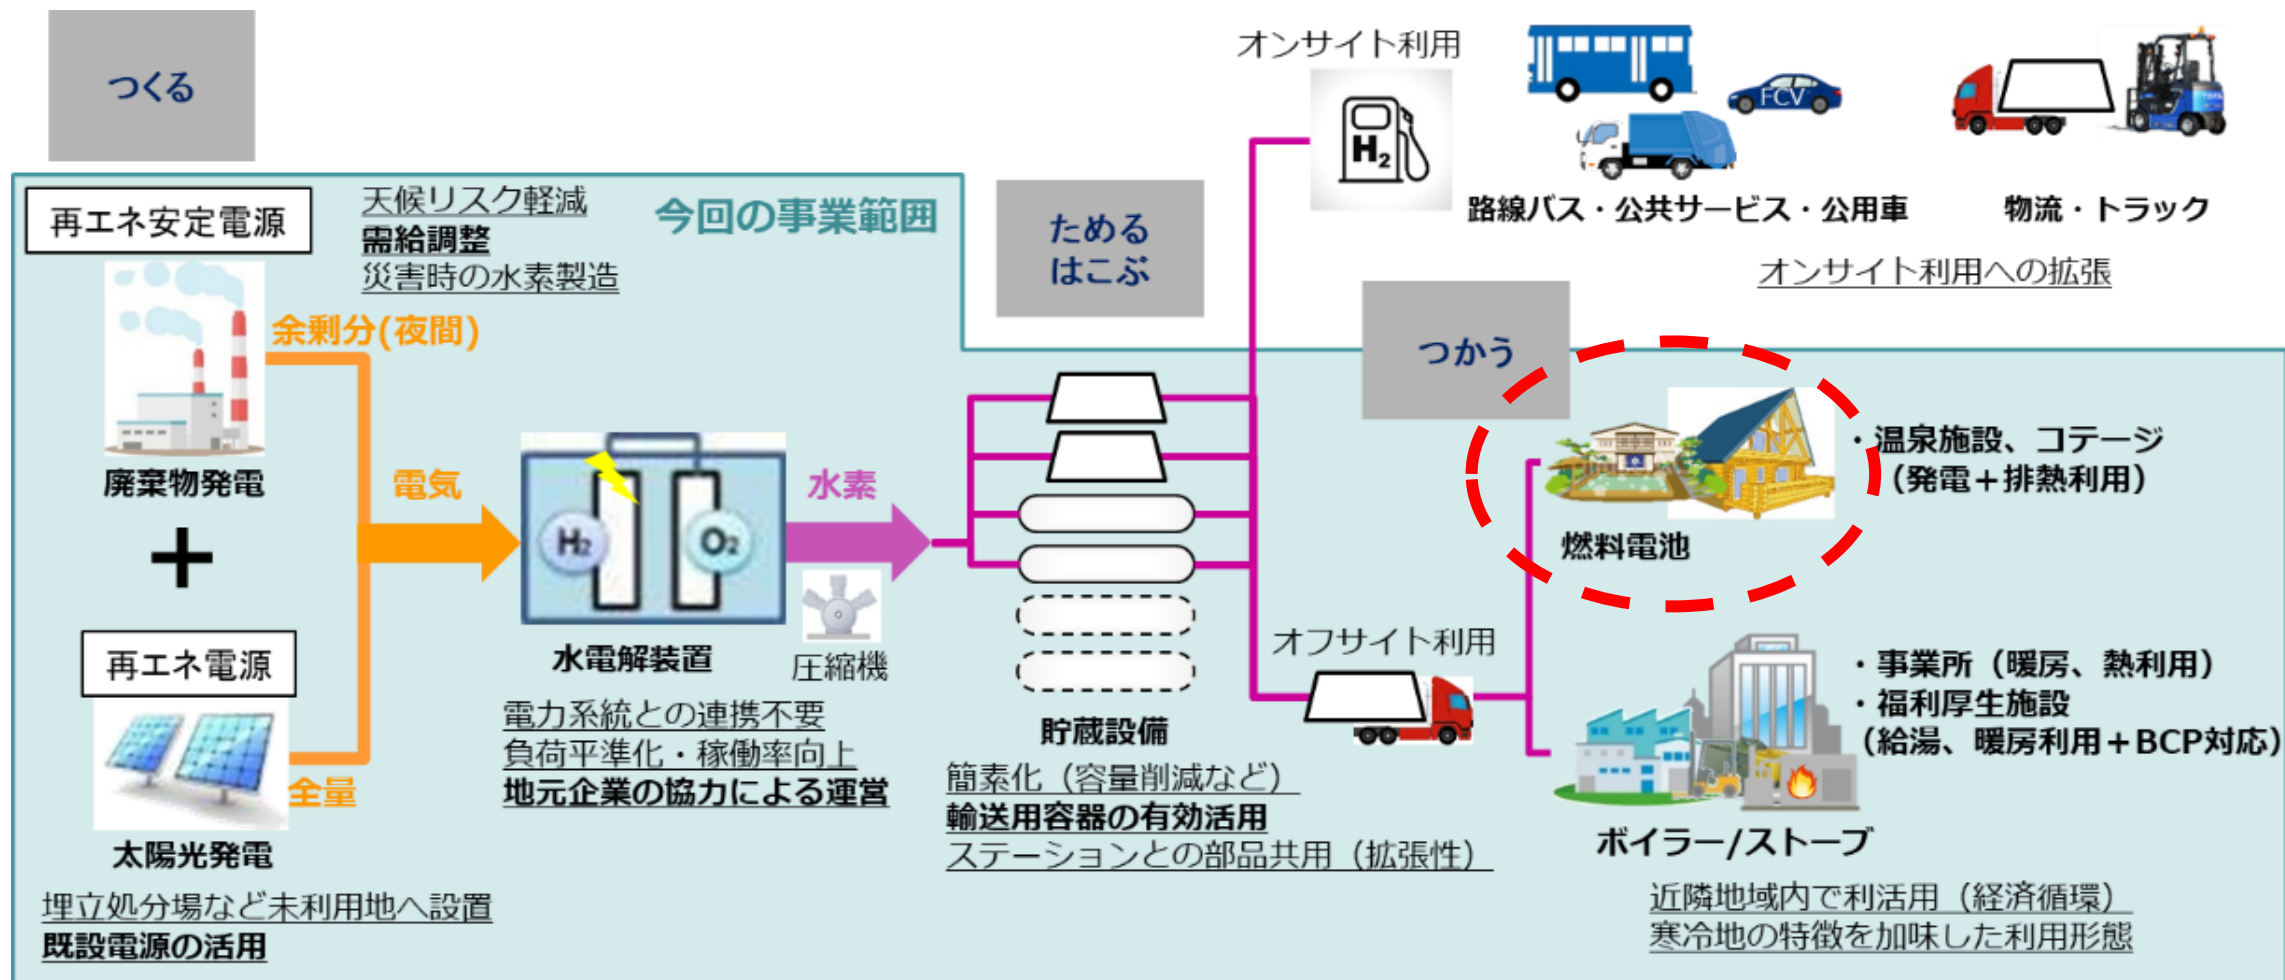 つくる
再エネ安定電源
天候リスク軽減
需給調整
災害時の水素製造
今回の事業範囲
余剰分(夜間)
廃棄物発電
+
再エネ電源
全量
太陽光発電
埋立処分場など未利用地へ設置
既設電源の活用
電気
H₂
O₂
水電解装置
水素
圧縮機
電力系統との連携不要
負荷平準化・稼働率向上
地元企業の協力による運営
ためる
はこぶ
貯蔵設備
簡素化（容量削減など）
輸送用容器の有効活用
ステーションとの部品共用（拡張性）
オンサイト利用
H₂
FCV
路線バス・公共サービス・公用車
物流・トラック
オンサイト利用への拡張
つかう
オフサイト利用
・温泉施設、コテージ
（発電＋排熱利用）
燃料電池
・事業所（暖房、熱利用）
・福利厚生施設
（給湯、暖房利用＋BCP対応）
ボイラー/ストーブ
近隣地域内で利活用（経済循環）
寒冷地の特徴を加味した利用形態